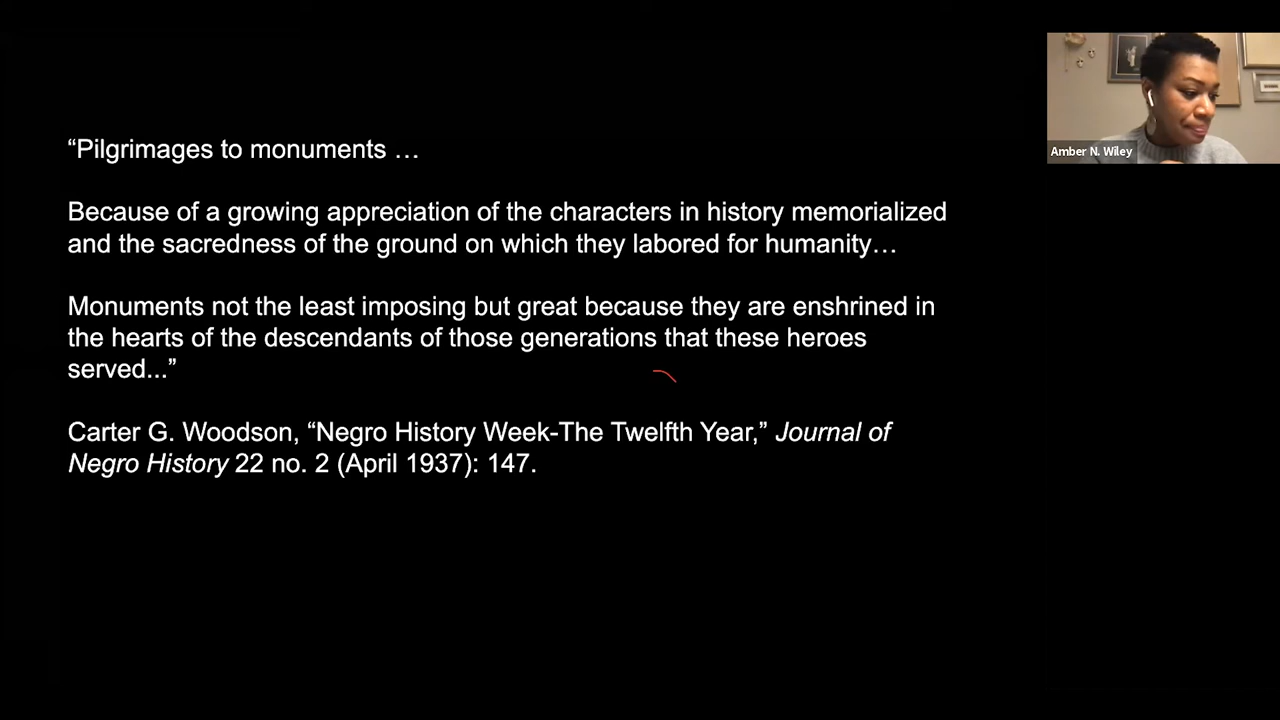 “Pilgrimages to monuments …
Because of a growing appreciation of the characters in history memorialized
and the sacredness of the ground on which they labored for humanity…
Monuments not the least imposing but great because they are enshrined in
the hearts of the descendants of those generations that these heroes
served...”
Carter G. Woodson, “Negro History Week-The Twelfth Year,” Journal of
Negro History 22 no. 2 (April 1937): 147.
Amber N. Wiley